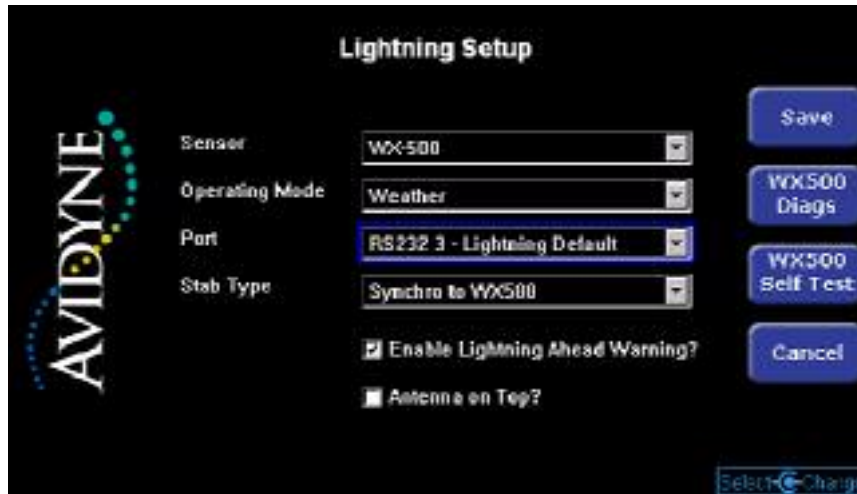 Lightning Setup
AVIDYNE
Sensor
WX-500
Operating Mode
Weather
Port
RS232 3 - Lightning Default
Stab Type
Synchro to WX500
Enable Lightning Ahead Warning?
Antenna on Top?
Save
WX500
Diags
WX500
Self Test
Cancel
Select